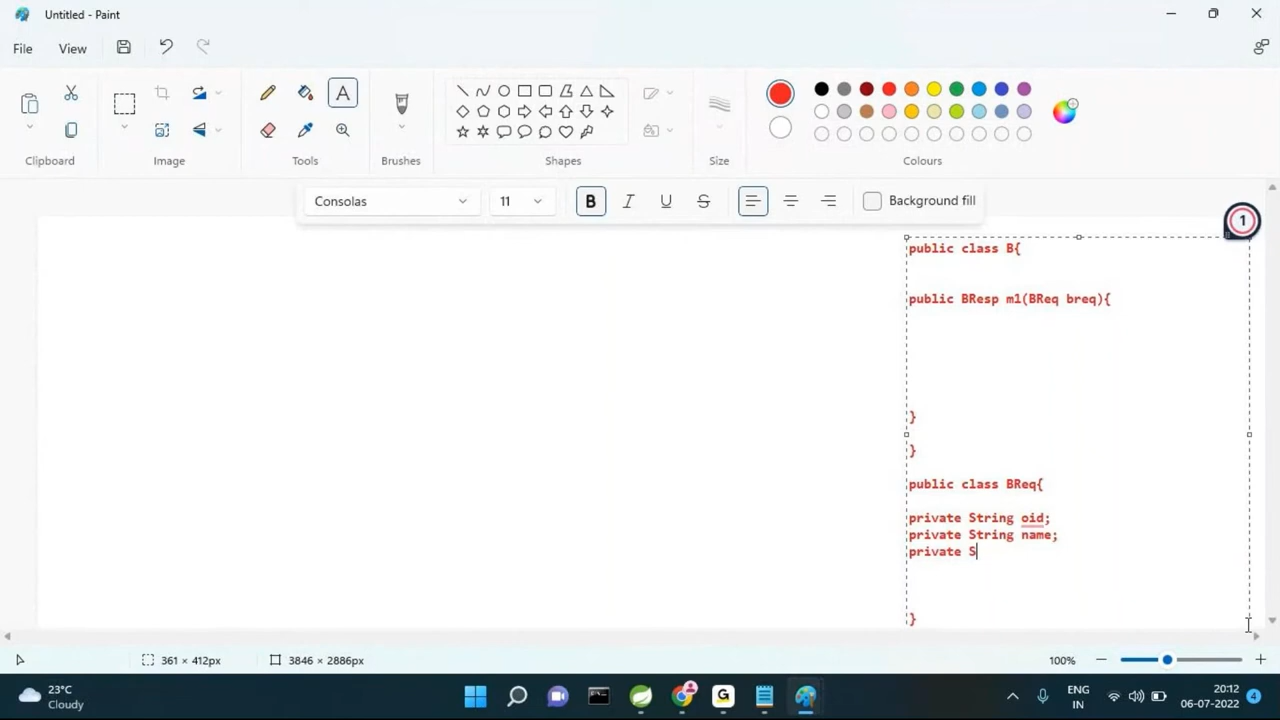 Untitled - Paint
File View
Clipboard Image Tools Brushes Shapes Size Colours
Consolas 11 B I U S Background fill
1
public class B{
public BResp m1(BReq breq){
}
}
public class BReq{
private String oid;
private String name;
private S
}
361 × 412px 3846 × 2886px 100%
23°C
Cloudy
ENG
IN
20:12
06-07-2022
4